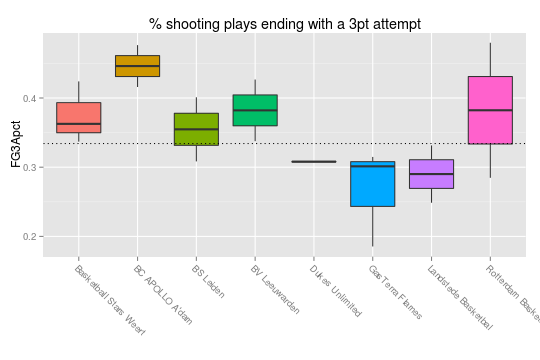 % shooting plays ending with a 3pt attempt
FG3Apct
0.4
0.3
0.2
Basketball Stars Weert
BC APOLLO A'dam
BS Leiden
BV Leeuwarden
Dukes Unlimited
GasTerra Flames
Landstede Basketbal
Rotterdam Baske